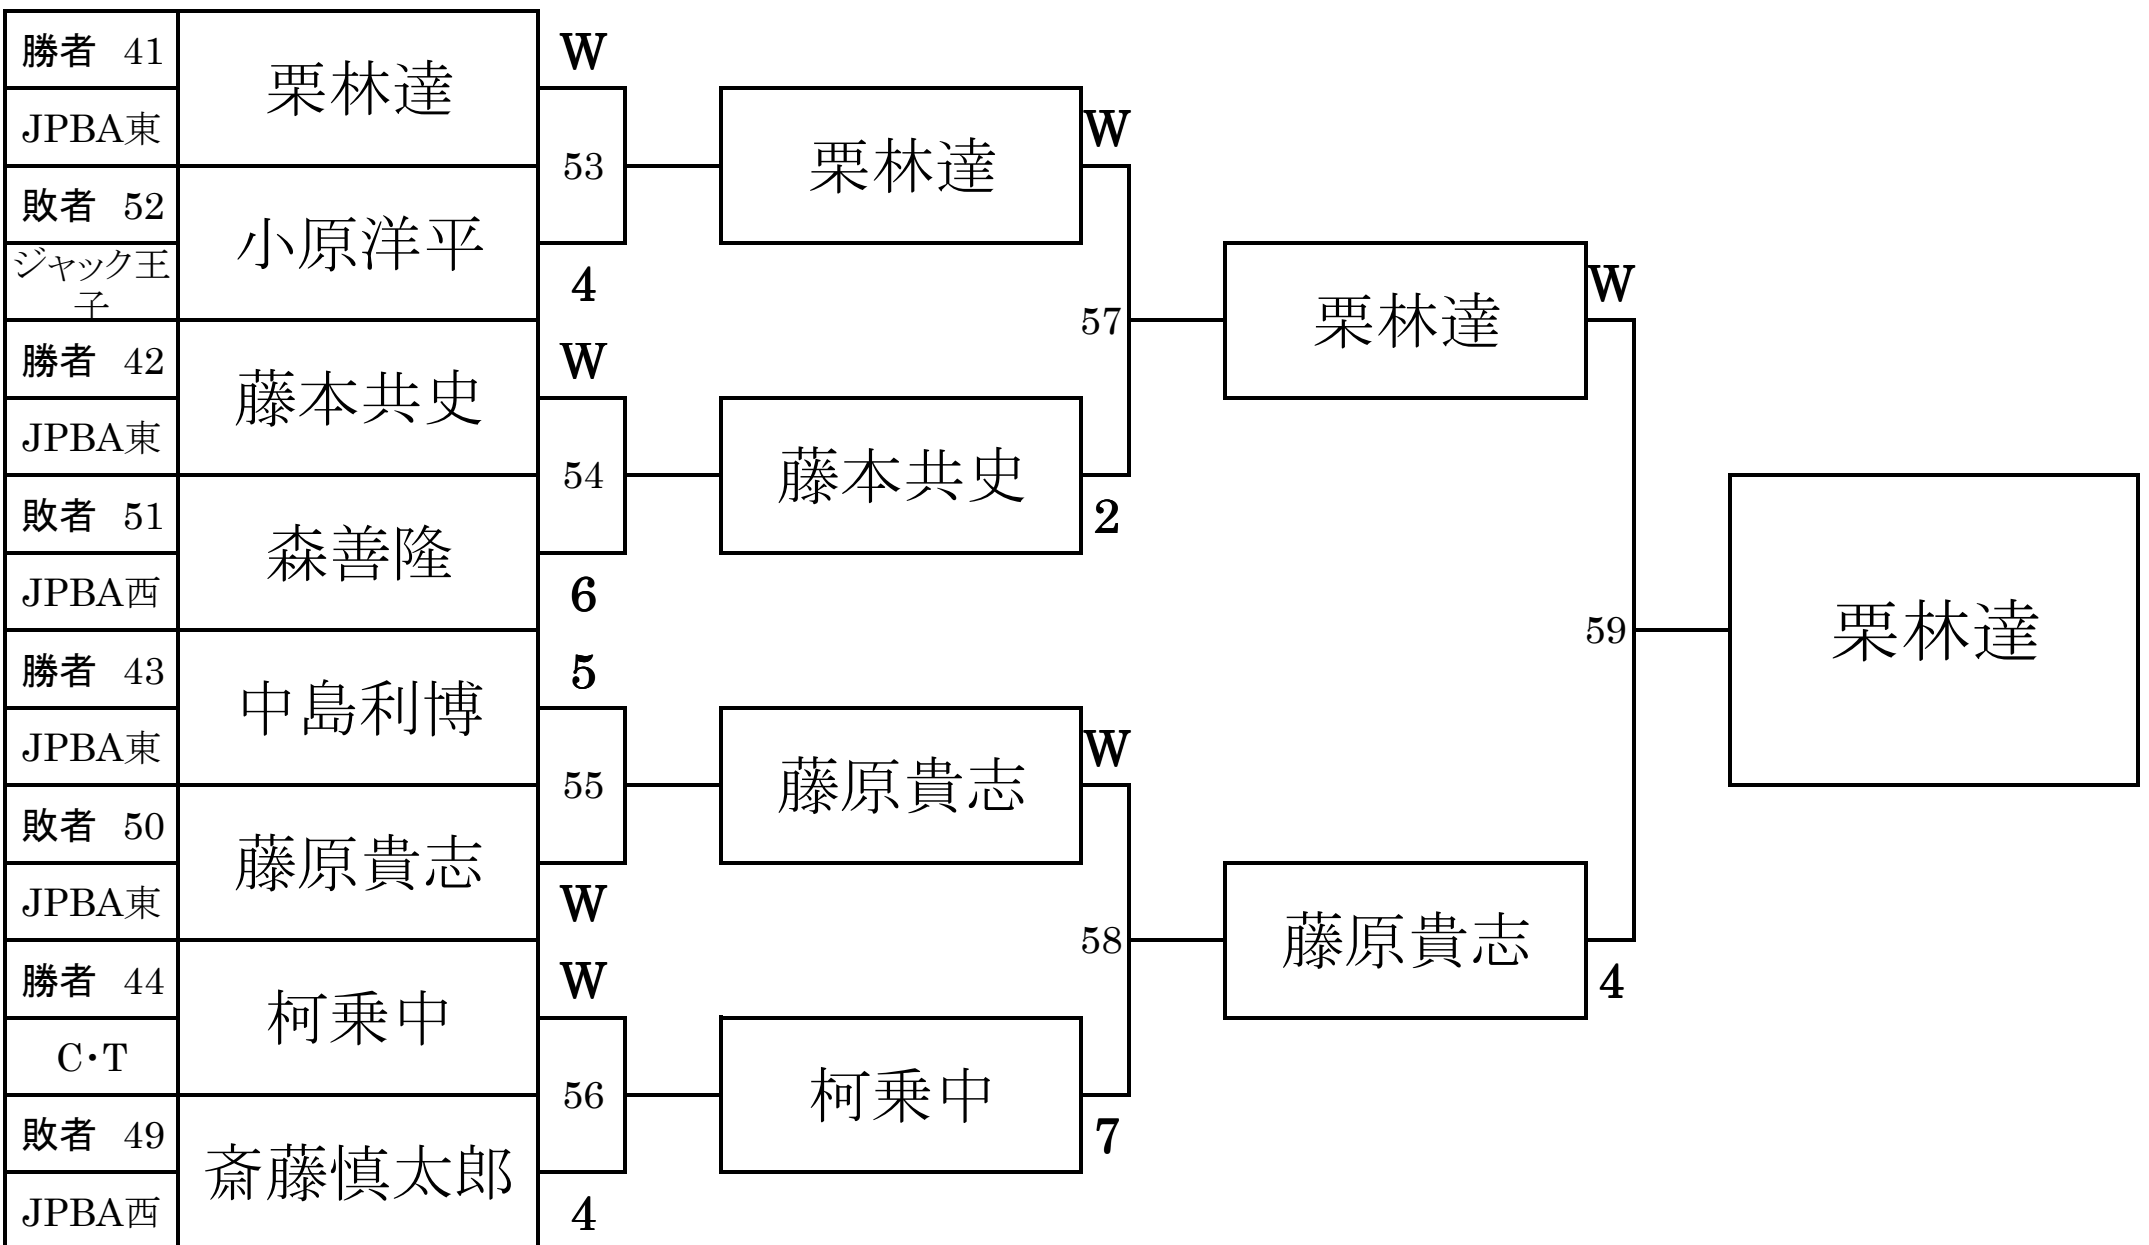 勝者 41
JPBA東
栗林達
W
53
敗者 52
ジャック王
子
小原洋平
4
勝者 42
JPBA東
藤本共史
W
54
敗者 51
JPBA西
森善隆
6
勝者 43
JPBA東
中島利博
5
55
敗者 50
JPBA東
藤原貴志
W
勝者 44
C・T
柯乗中
W
56
敗者 49
JPBA西
斎藤慎太郎
4
栗林達
W
57
藤本共史
2
藤原貴志
W
58
柯乗中
7
栗林達
W
59
藤原貴志
4
栗林達